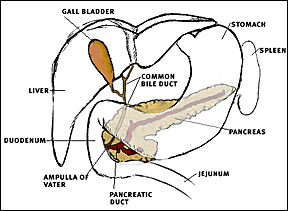 GALL BLADDER
STOMACH
SPLEEN
COMMON
BILE DUCT
LIVER
DUODENUM
PANCREAS
AMPULLA OF
VATER
JEJUNUM
PANCREATIC
DUCT